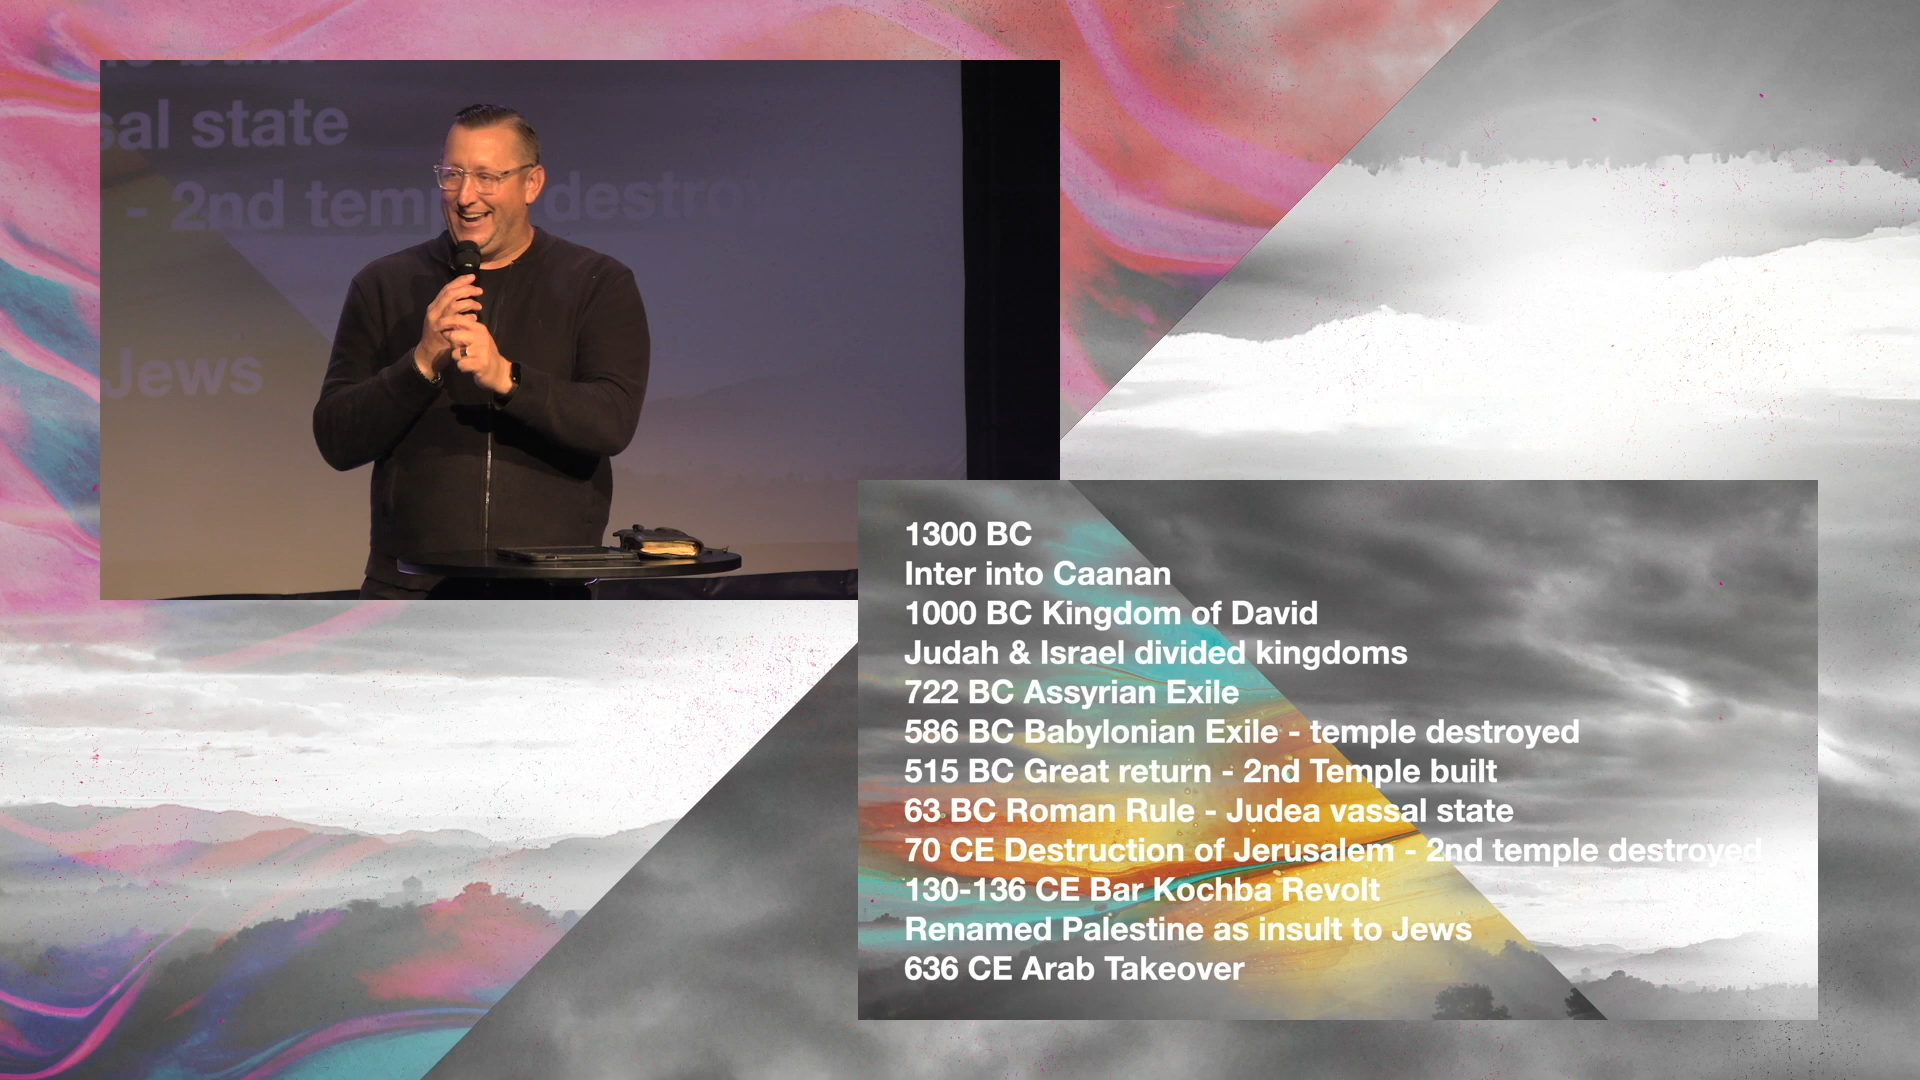 sal state
- 2nd temp destroy
Jews
1300 BC
Inter into Caanan
1000 BC Kingdom of David
Judah & Israel divided kingdoms
722 BC Assyrian Exile
586 BC Babylonian Exile - temple destroyed
515 BC Great return - 2nd Temple built
63 BC Roman Rule - Judea vassal state
70 CE Destruction of Jerusalem - 2nd temple destroyed
130-136 CE Bar Kochba Revolt
Renamed Palestine as insult to Jews
636 CE Arab Takeover